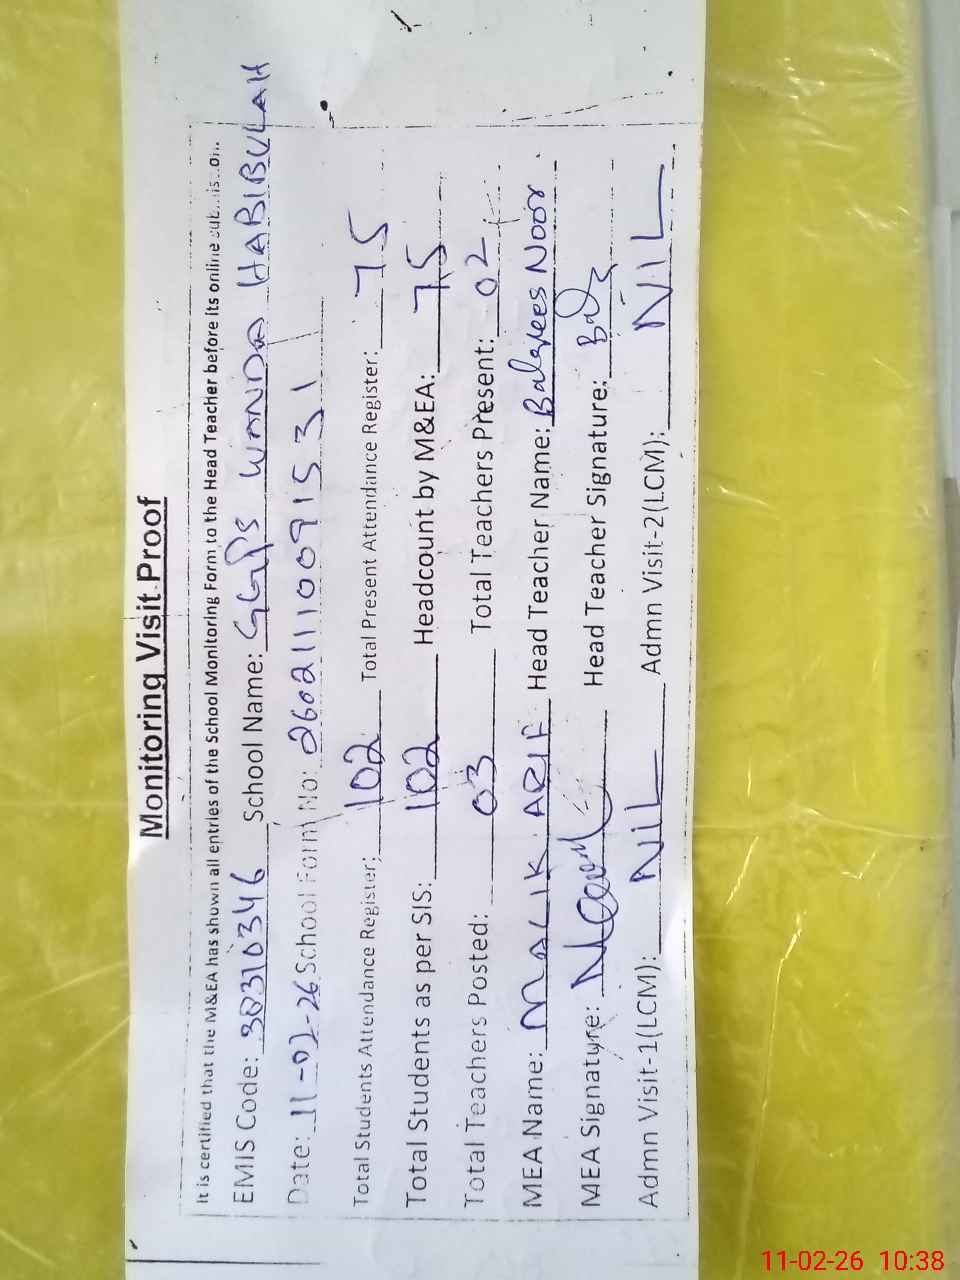 Monitoring Visit Proof
It is certified that the M&EA has shown all entries of the School Monitoring Form to the Head Teacher before its online submission.
EMIS Code: 38310346 School Name: GGPS WANDA HABIBULAH
Date: 11-02-26 School Form No: 26021110091531
Total Students Attendance Register: 102 Total Present Attendance Register: 75
Total Students as per SIS: 102 Headcount by M&EA: 75
Total Teachers Posted: 03 Total Teachers Present: 02
MEA Name: MALIK ARIF Head Teacher Name: Balqees Noor.
MEA Signature: Head Teacher Signature:
Admn Visit-1(LCM): NIL Admn Visit-2(LCM): NIL
11-02-26 10:38